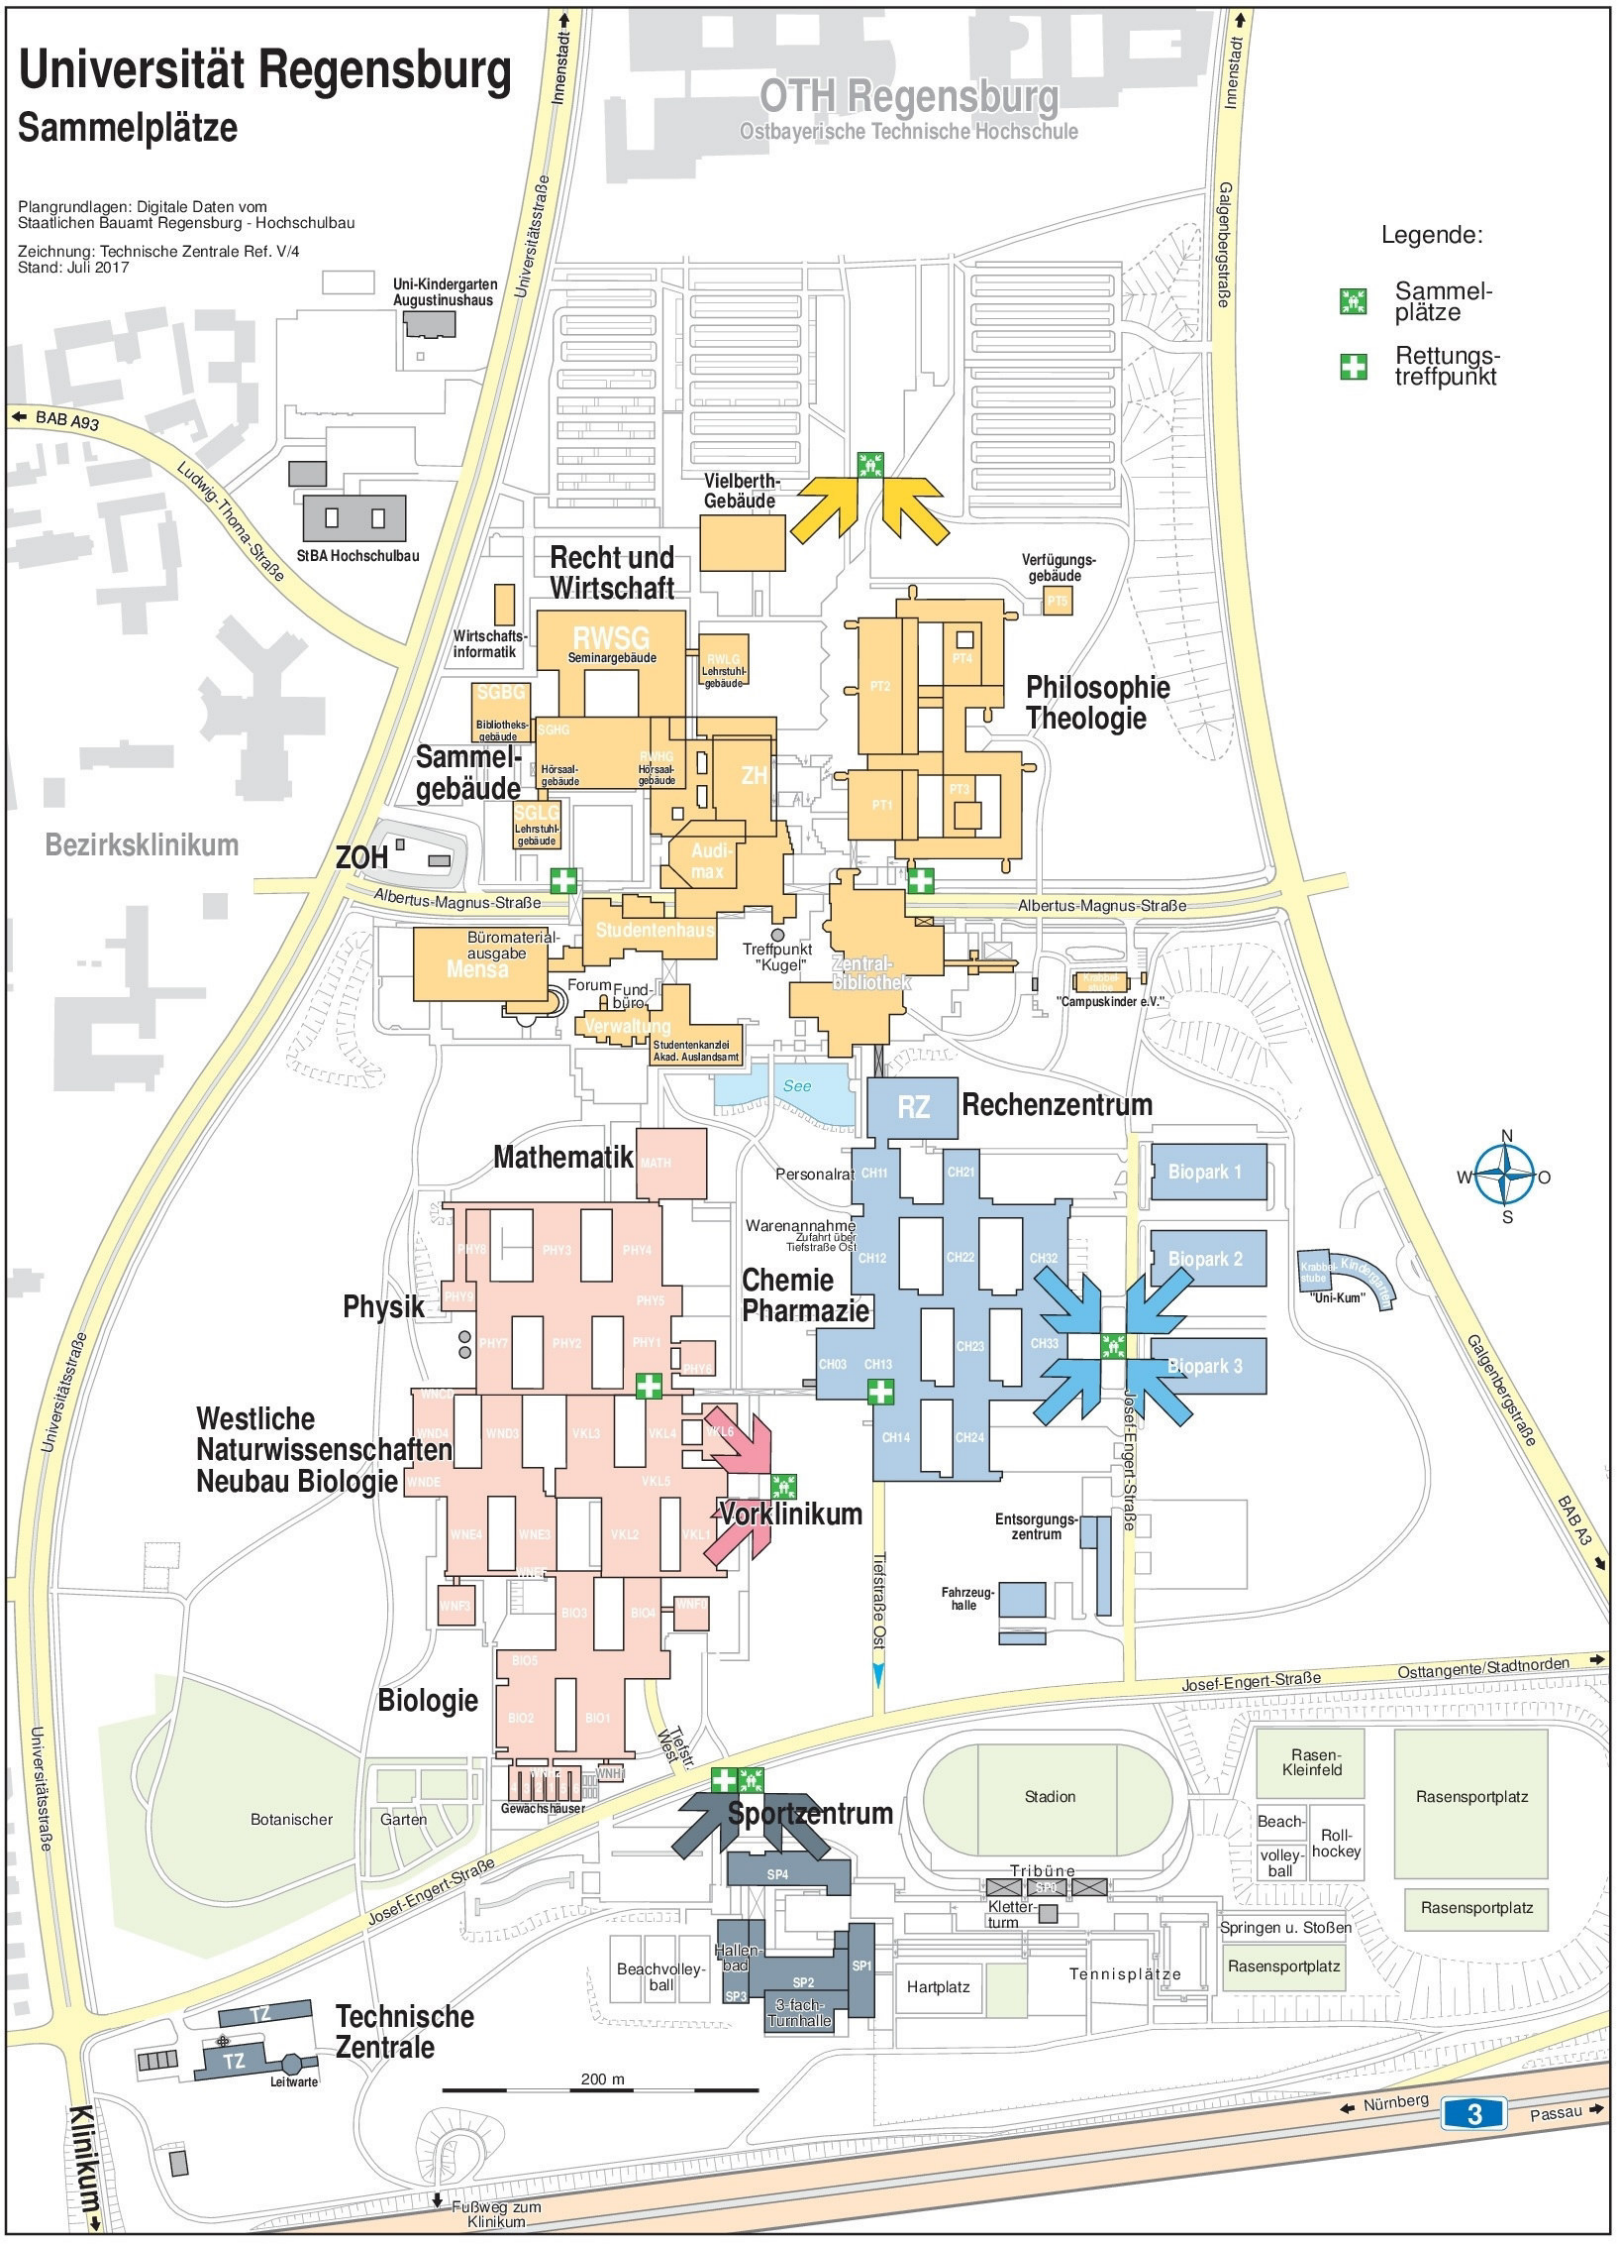 Universität Regensburg
Sammelplätze
Plangrundlagen: Digitale Daten vom
Staatlichen Bauamt Regensburg - Hochschulbau
Zeichnung: Technische Zentrale Ref. V/4
Stand: Juli 2017
Innenstadt
OTH Regensburg
Ostbayerische Technische Hochschule
Innenstadt
Universitätsstraße
Galgenbergstraße
Legende:
Sammel-
plätze
Rettungs-
treffpunkt
Uni-Kindergarten
Augustinushaus
BAB A93
Ludwig-Thoma-Straße
StBA Hochschulbau
Vielberth-
Gebäude
Recht und
Wirtschaft
Verfügungs-
gebäude
PT5
Wirtschafts-
informatik
RWSG
Seminargebäude
RWLG
Lehrstuhl-
gebäude
PT4
PT2
Philosophie
Theologie
SGBG
Bibliotheks-
gebäude
SGHG
Hörsaal-
gebäude
RWHG
Hörsaal-
gebäude
ZH
Sammel-
gebäude
PT3
PT1
SGLG
Lehrstuhl-
gebäude
Audi-
max
Bezirksklinikum
ZOH
Albertus-Magnus-Straße
Albertus-Magnus-Straße
Büromaterial-
ausgabe
Mensa
Studentenhaus
Treffpunkt
"Kugel"
Zentral-
bibliothek
Krabbel-
stube
"Campuskinder e.V."
Forum
Fund-
büro
Verwaltung
Studentenkanzlei
Akad. Auslandsamt
See
RZ
Rechenzentrum
Mathematik
MATH
Personalrat
CH11
CH21
Biopark 1
N
W
O
S
Warenannahme
Zufahrt über
Tiefstraße Ost
CH12
CH22
CH32
Biopark 2
Krabbel-
stube
Kindergarten
"Uni-Kum"
PHY8
PHY3
PHY4
PHY9
PHY5
Chemie
Pharmazie
Physik
PHY7
PHY2
PHY1
PHY6
CH03
CH13
CH23
CH33
Biopark 3
Universitätsstraße
Galgenbergstraße
Josef-Engert-Straße
Westliche
Naturwissenschaften
Neubau Biologie
WND4
WND3
VKL3
VKL4
VKL6
CH14
CH24
WNDE
VKL5
Vorklinikum
WNE4
WNE3
VKL2
VKL1
Entsorgungs-
zentrum
BAB A3
Tiefstraße Ost
Fahrzeug-
halle
WNF3
BIO3
BIO4
BIO5
Biologie
BIO2
BIO1
Tiefstr.
West
Josef-Engert-Straße
Osttangente/Stadtnorden
Universitätsstraße
WNH1
Gewächshäuser
Botanischer
Garten
Sportzentrum
Stadion
Rasen-
Kleinfeld
Rasensportplatz
Beach-
volley-
ball
Roll-
hockey
Josef-Engert-Straße
SP4
Tribüne
Kletter-
turm
Rasensportplatz
Springen u. Stoßen
Beachvolley-
ball
Hallen-
bad
SP3
SP2
SP1
3-fach-
Turnhalle
Hartplatz
Tennisplätze
Rasensportplatz
TZ
TZ
Leitwarte
Technische
Zentrale
200 m
Klinikum
Nürnberg
3
Passau
Fußweg zum
Klinikum